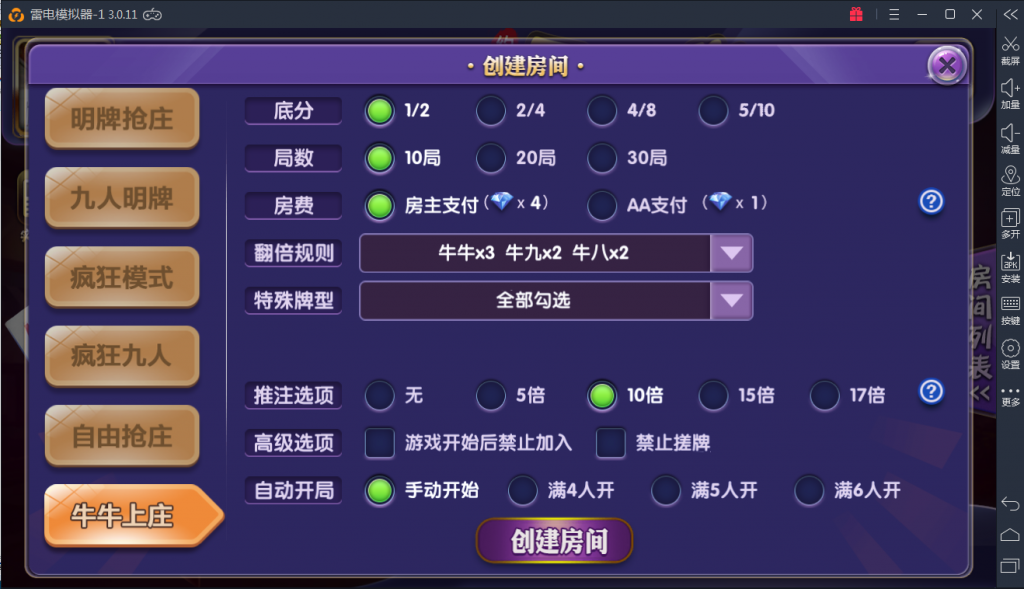 雷电模拟器-1 3.0.11
·创建房间·
明牌抢庄
九人明牌
疯狂模式
疯狂九人
自由抢庄
牛牛上庄
底分 1/2 2/4 4/8 5/10
局数 10局 20局 30局
房费 房主支付( x 4) AA支付 ( x 1) ?
翻倍规则 牛牛x3 牛九x2 牛八x2
特殊牌型 全部勾选
推注选项 无 5倍 10倍 15倍 17倍 ?
高级选项 游戏开始后禁止加入 禁止搓牌
自动开局 手动开始 满4人开 满5人开 满6人开
创建房间
房间列表<<
截屏
加量
减量
定位
多开
APK
安装
按键
设置
更多